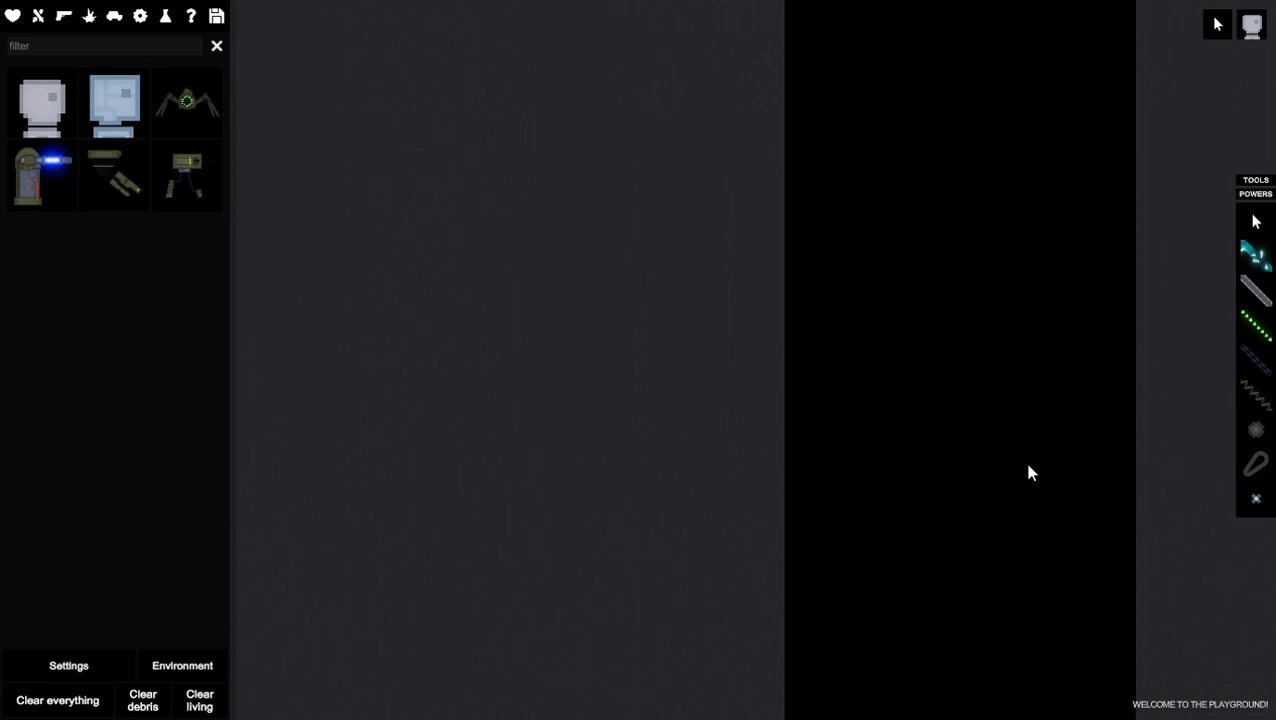 filter
TOOLS
POWERS
Settings
Environment
Clear everything
Clear debris
Clear living
WELCOME TO THE PLAYGROUND!